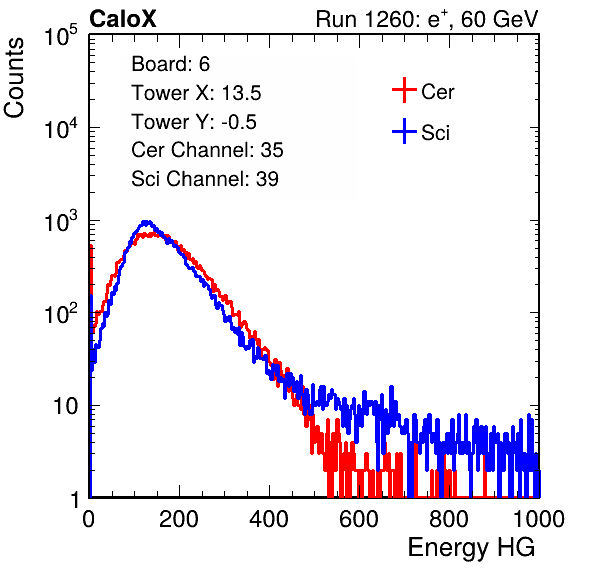 CaloX Run 1260: e⁺, 60 GeV
Board: 6
Tower X: 13.5
Tower Y: -0.5
Cer Channel: 35
Sci Channel: 39
Cer
Sci
Counts
10⁵
10⁴
10³
10²
10
1
0 200 400 600 800 1000
Energy HG